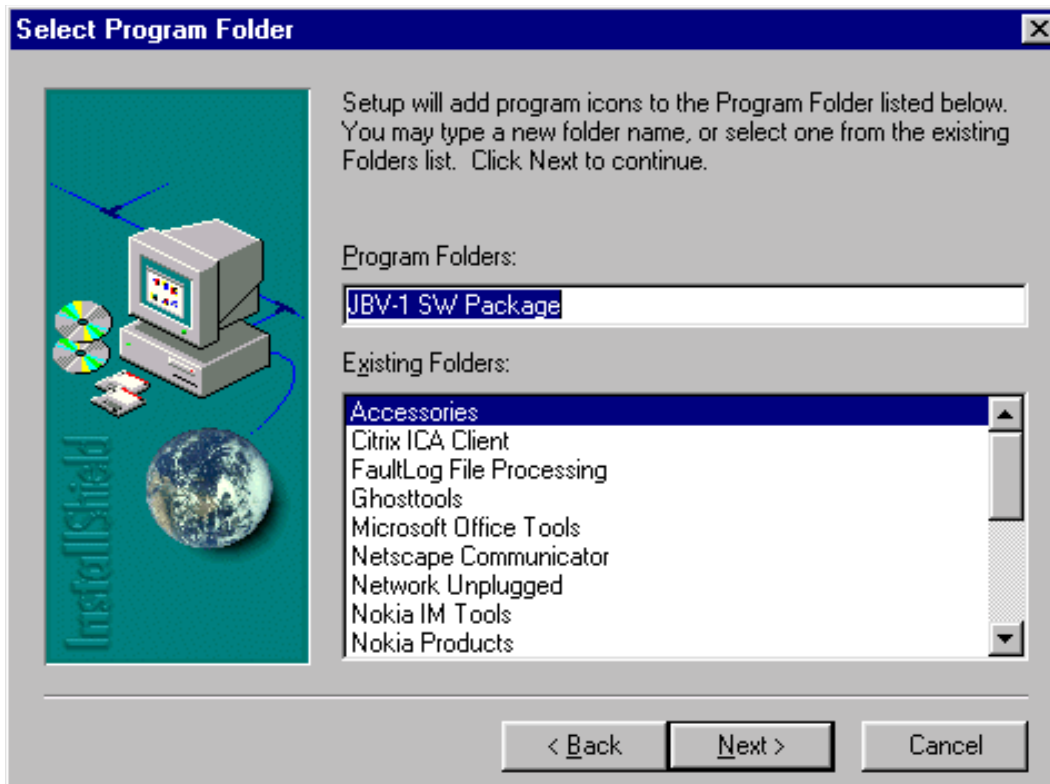 Select Program Folder
Setup will add program icons to the Program Folder listed below.
You may type a new folder name, or select one from the existing
Folders list.  Click Next to continue.
Program Folders:
JBV-1 SW Package
Existing Folders:
Accessories
Citrix ICA Client
FaultLog File Processing
Ghosttools
Microsoft Office Tools
Netscape Communicator
Network Unplugged
Nokia IM Tools
Nokia Products
InstallShield
< Back
Next >
Cancel